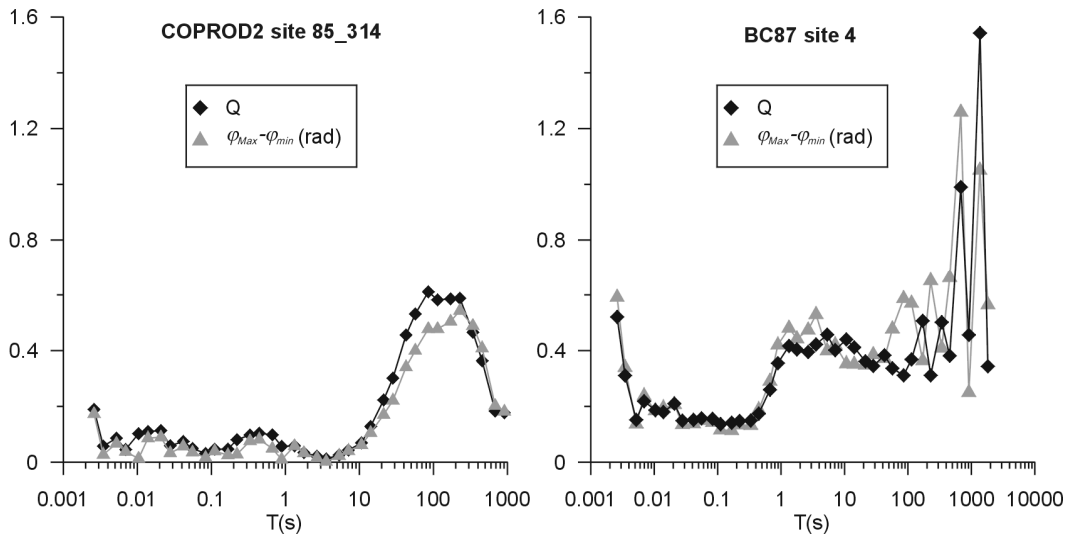 COPROD2 site 85_314
Q
φMax-φmin (rad)
1.6
1.2
0.8
0.4
0
0.001 0.01 0.1 1 10 100 1000
T(s)
BC87 site 4
Q
φMax-φmin (rad)
1.6
1.2
0.8
0.4
0
0.001 0.01 0.1 1 10 100 1000 10000
T(s)